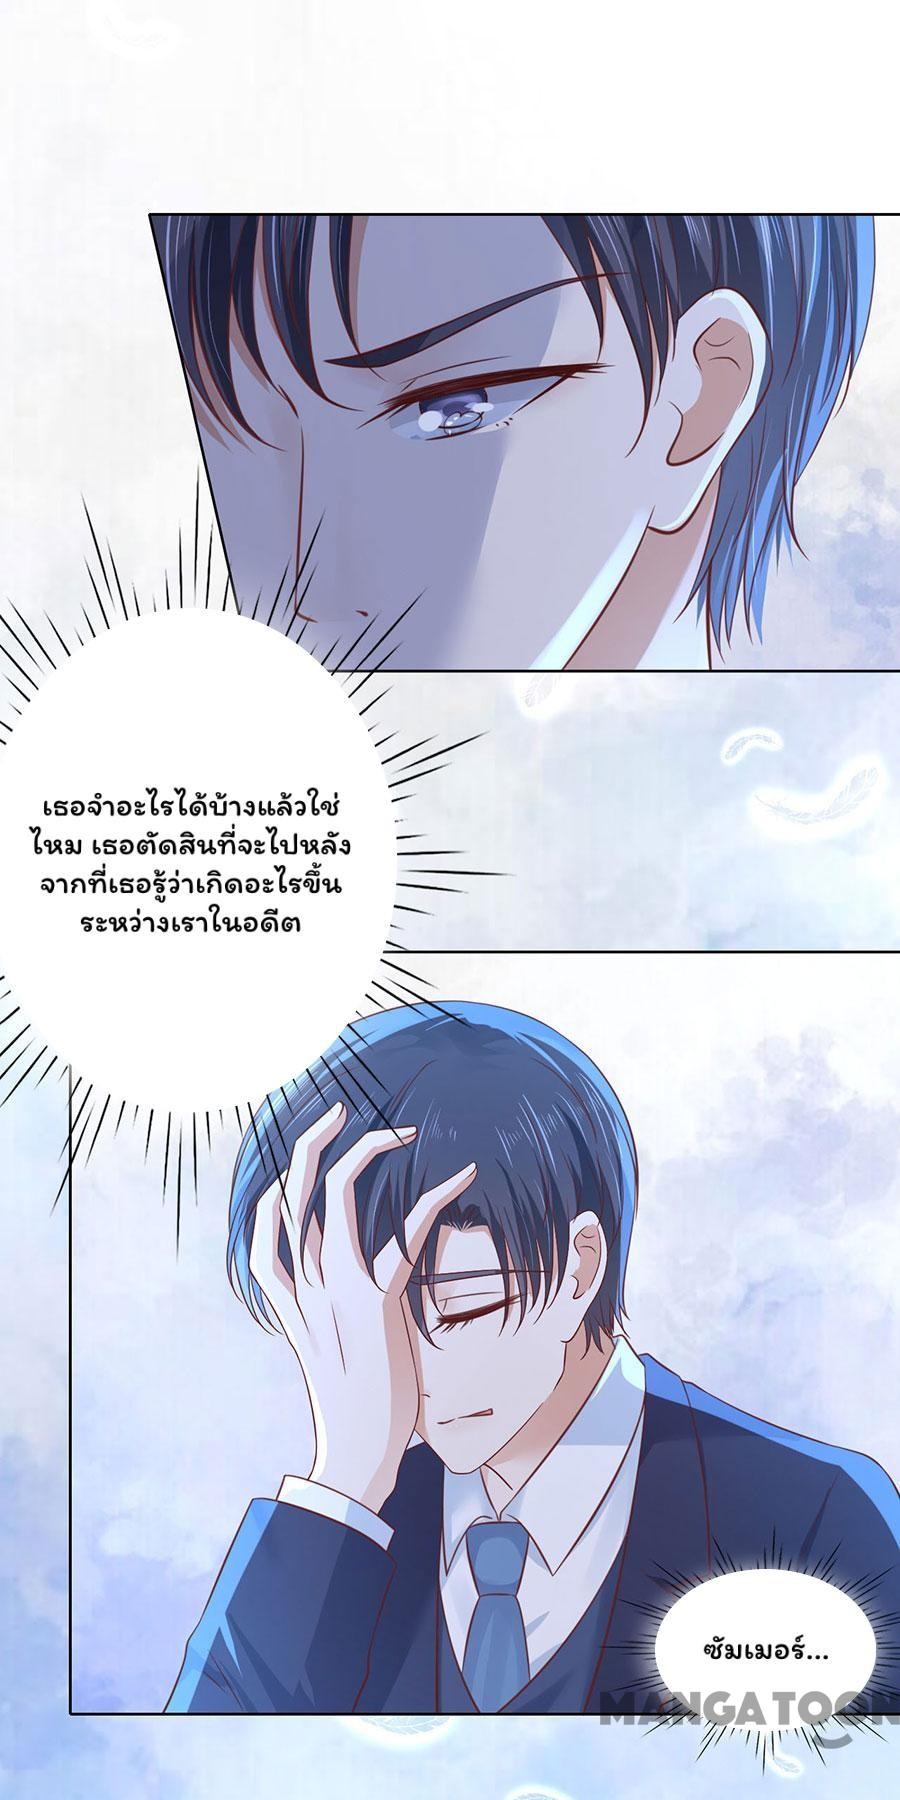 เธอจำอะไรได้บ้างแล้วใช่
ไหม เธอตัดสินที่จะไปหลัง
จากที่เธอรู้ว่าเกิดอะไรขึ้น
ระหว่างเราในอดีต
ซัมเมอร์...
MANGATOON